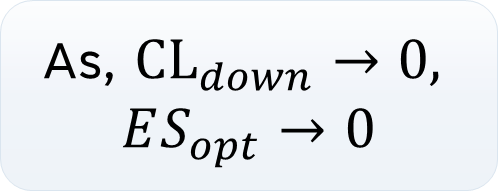 As, CL_down → 0,
ES_opt → 0